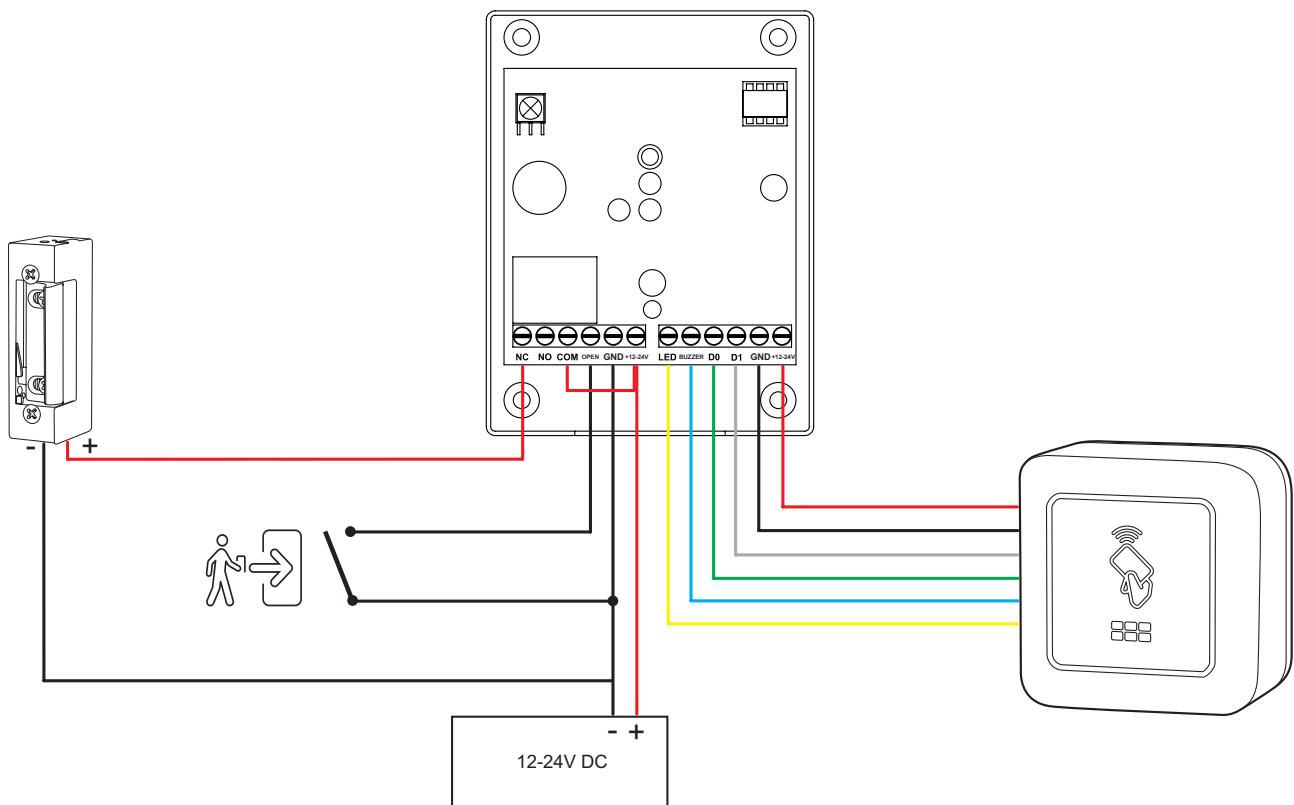 NC NO COM OPEN GND +12-24V LED BUZZER D0 D1 GND +12-24V
- +
- +
12-24V DC